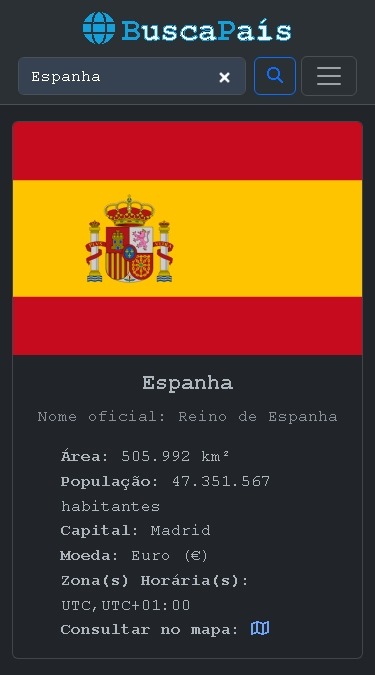 BuscaPaís
Espanha
Espanha
Nome oficial: Reino de Espanha
Área: 505.992 km²
População: 47.351.567
habitantes
Capital: Madrid
Moeda: Euro (€)
Zona(s) Horária(s):
UTC,UTC+01:00
Consultar no mapa: